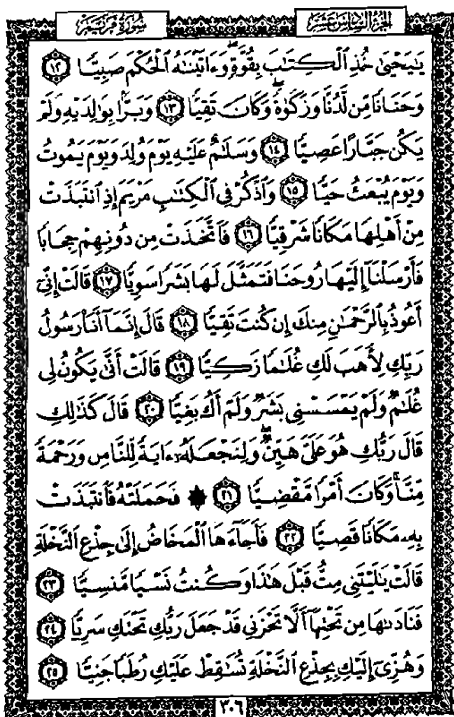 الجزء السادس عشر
سورة مريم
يَٰيَحْيَىٰ خُذِ ٱلْكِتَٰبَ بِقُوَّةٍۖ وَءَاتَيْنَٰهُ ٱلْحُكْمَ صَبِيًّا ١٢
وَحَنَانًا مِّن لَّدُنَّا وَزَكَوٰةًۖ وَكَانَ تَقِيًّا ١٣ وَبَرًّۢا بِوَٰلِدَيْهِ وَلَمْ
يَكُن جَبَّارًا عَصِيًّا ١٤ وَسَلَٰمٌ عَلَيْهِ يَوْمَ وُلِدَ وَيَوْمَ يَمُوتُ
وَيَوْمَ يُبْعَثُ حَيًّا ١٥ وَٱذْكُرْ فِى ٱلْكِتَٰبِ مَرْيَمَ إِذِ ٱنتَبَذَتْ
مِنْ أَهْلِهَا مَكَانًا شَرْقِيًّا ١٦ فَٱتَّخَذَتْ مِن دُونِهِمْ حِجَابًا
فَأَرْسَلْنَآ إِلَيْهَا رُوحَنَا فَتَمَثَّلَ لَهَا بَشَرًا سَوِيًّا ١٧ قَالَتْ إِنِّىٓ
أَعُوذُ بِٱلرَّحْمَٰنِ مِنكَ إِن كُنتَ تَقِيًّا ١٨ قَالَ إِنَّمَآ أَنَا۠ رَسُولُ
رَبِّكِ لِأَهَبَ لَكِ غُلَٰمًا زَكِيًّا ١٩ قَالَتْ أَنَّىٰ يَكُونُ لِى
غُلَٰمٌ وَلَمْ يَمْسَسْنِى بَشَرٌ وَلَمْ أَكُ بَغِيًّا ٢٠ قَالَ كَذَٰلِكِ
قَالَ رَبُّكِ هُوَ عَلَىَّ هَيِّنٌۖ وَلِنَجْعَلَهُۥٓ ءَايَةً لِّلنَّاسِ وَرَحْمَةً
مِّنَّاۚ وَكَانَ أَمْرًا مَّقْضِيًّا ٢١ ۞ فَحَمَلَتْهُ فَٱنتَبَذَتْ
بِهِۦ مَكَانًا قَصِيًّا ٢٢ فَأَجَآءَهَا ٱلْمَخَاضُ إِلَىٰ جِذْعِ ٱلنَّخْلَةِ
قَالَتْ يَٰلَيْتَنِى مِتُّ قَبْلَ هَٰذَا وَكُنتُ نَسْيًا مَّنسِيًّا ٢٣
فَنَادَىٰهَا مِن تَحْتِهَآ أَلَّا تَحْزَنِى قَدْ جَعَلَ رَبُّكِ تَحْتَكِ سَرِيًّا ٢٤
وَهُزِّىٓ إِلَيْكِ بِجِذْعِ ٱلنَّخْلَةِ تُسَٰقِطْ عَلَيْكِ رُطَبًا جَنِيًّا ٢٥
٣٠٦